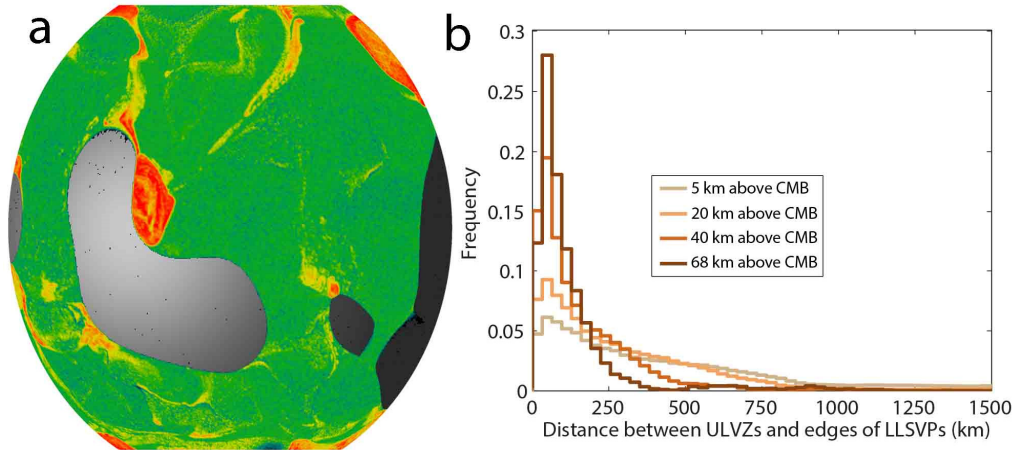 a
b
0.3
0.25
0.2
0.15
0.1
0.05
0
Frequency
5 km above CMB
20 km above CMB
40 km above CMB
68 km above CMB
0 250 500 750 1000 1250 1500
Distance between ULVZs and edges of LLSVPs (km)